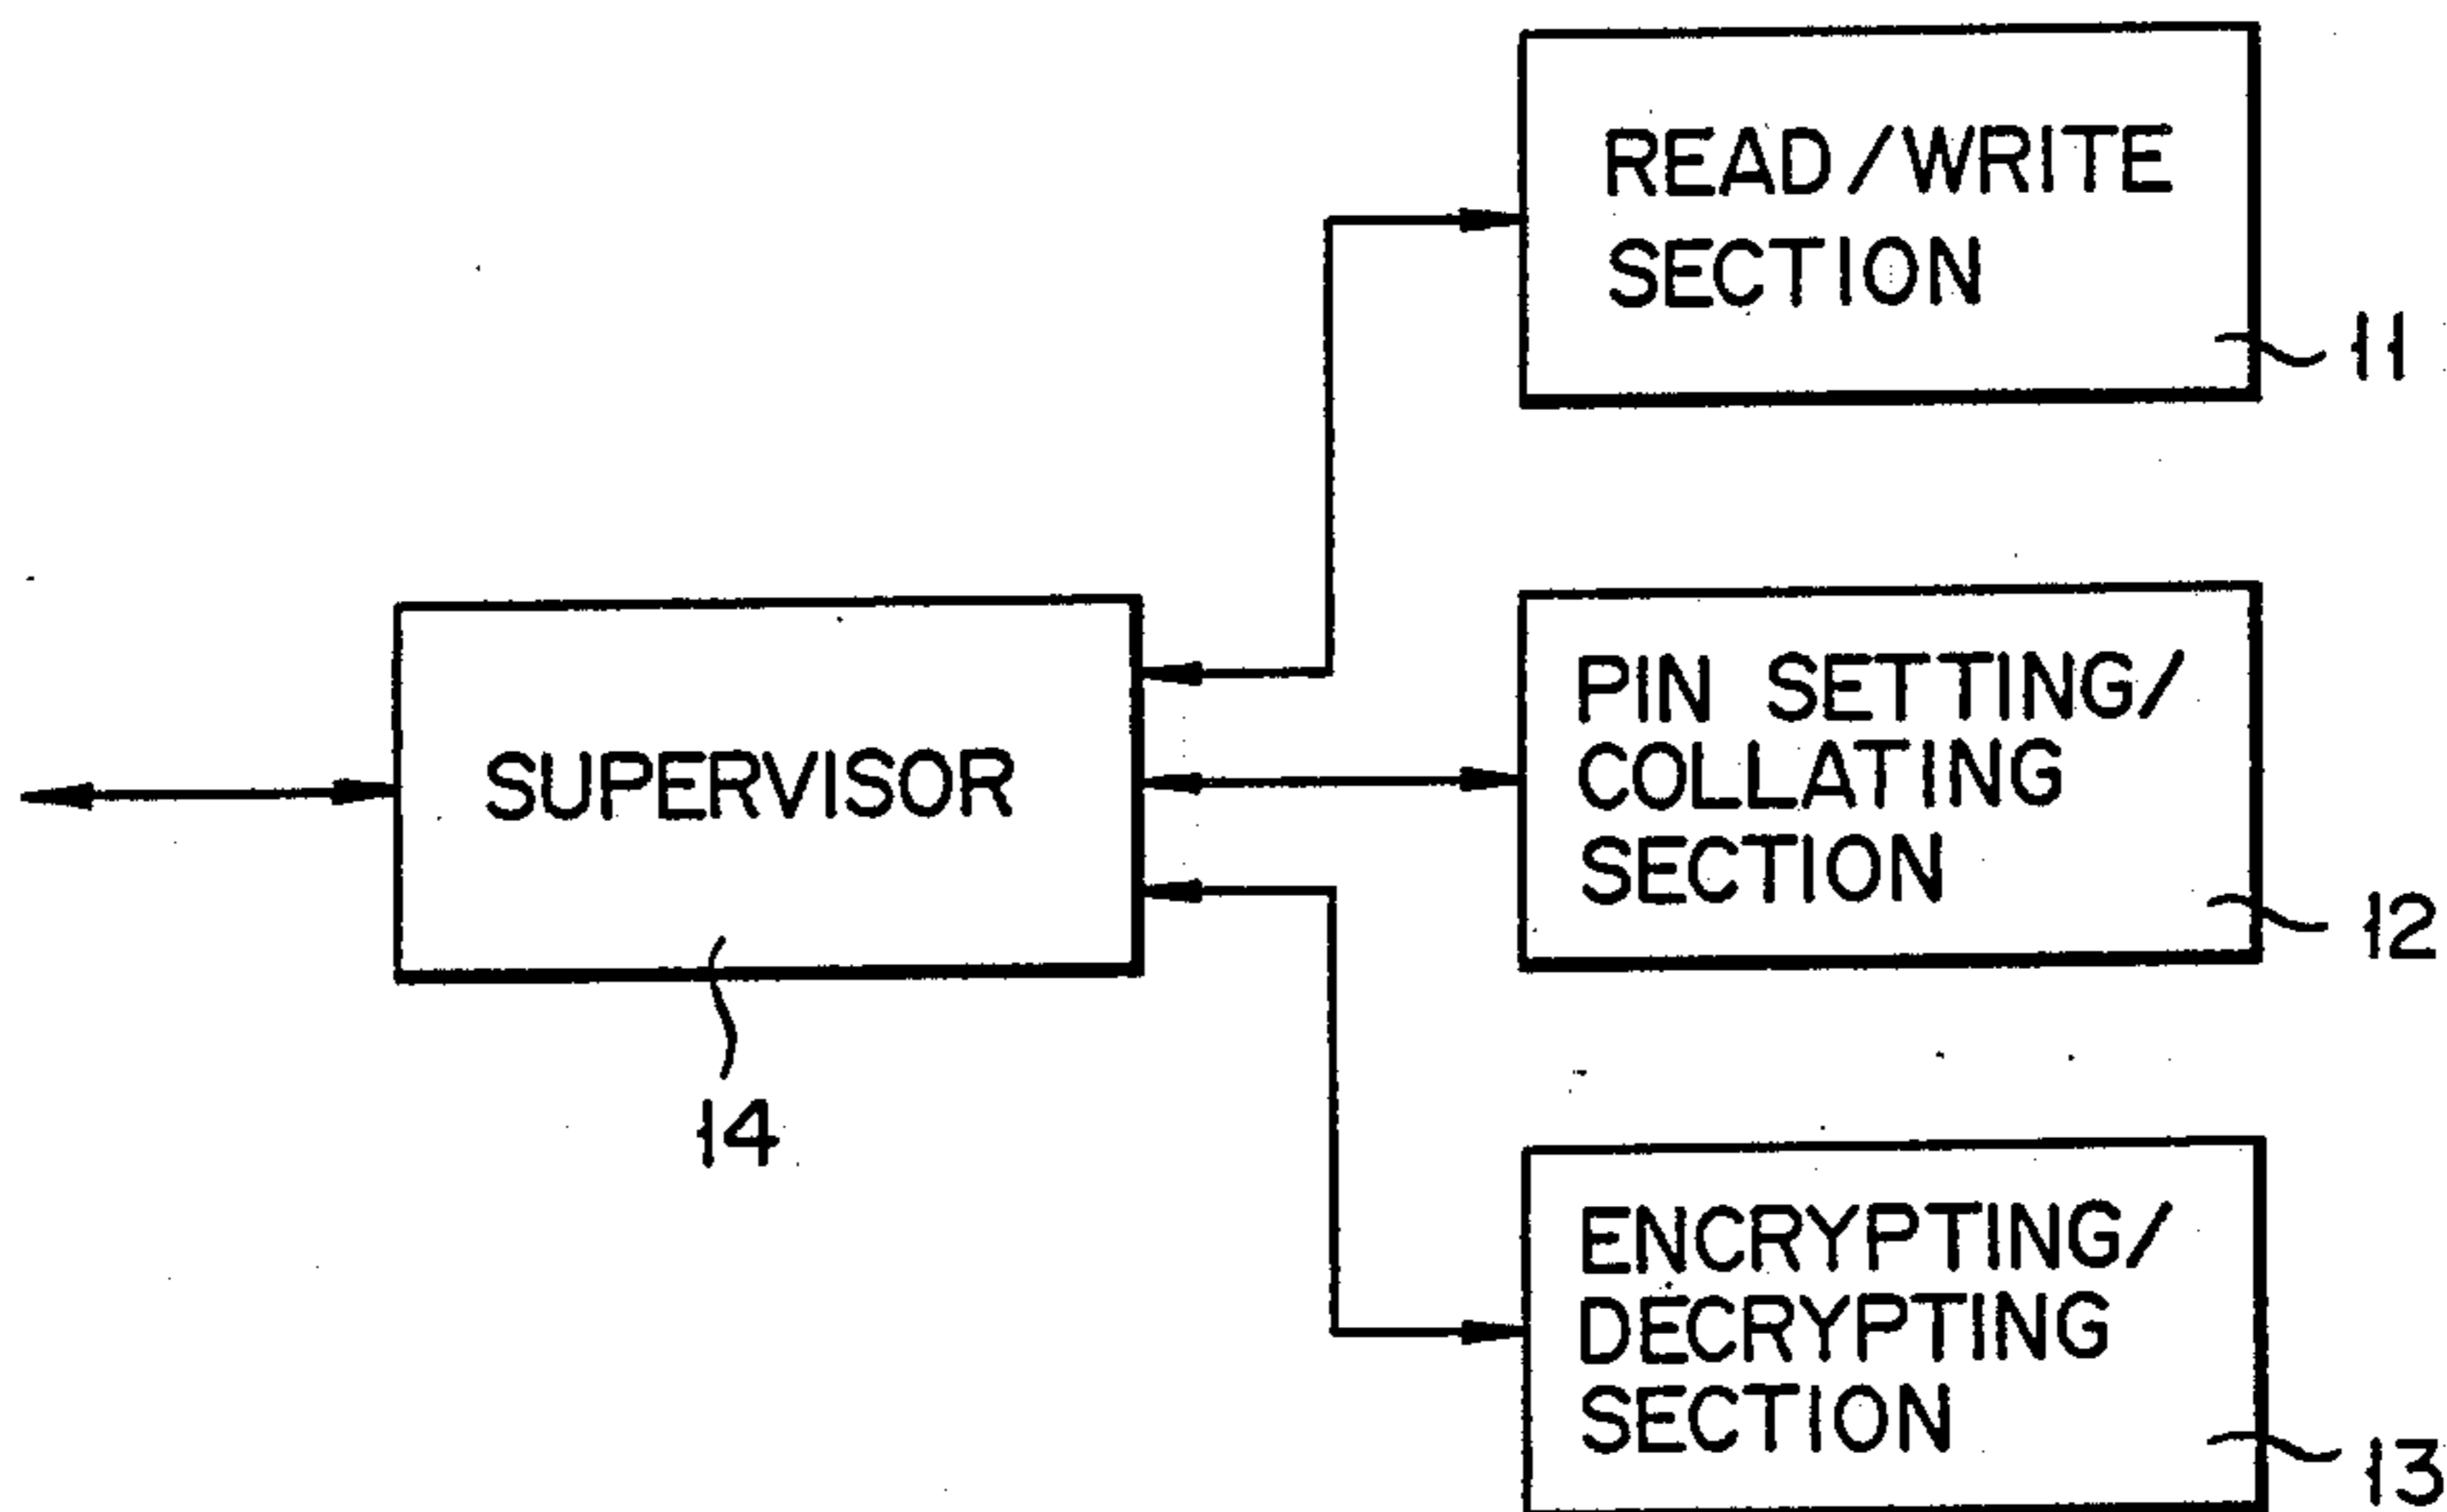 READ/WRITE
SECTION
11
PIN SETTING/
COLLATING
SECTION
12
SUPERVISOR
14
ENCRYPTING/
DECRYPTING
SECTION
13